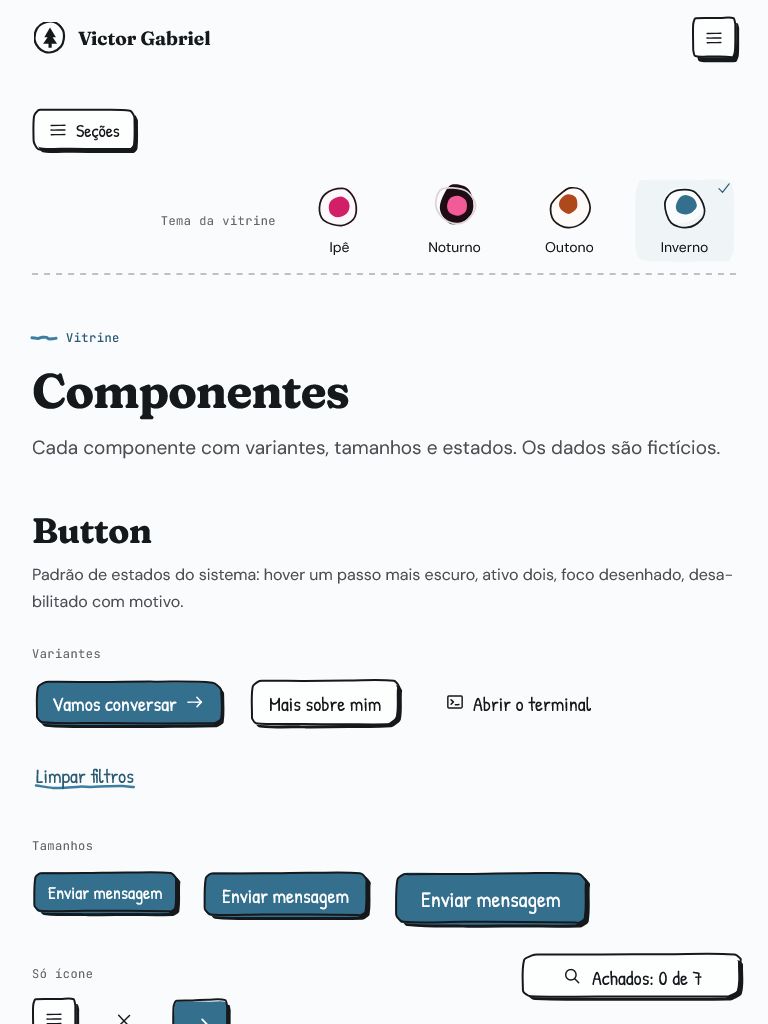 Victor Gabriel
Seções
Tema da vitrine
Ipê
Noturno
Outono
Inverno
Vitrine
Componentes
Cada componente com variantes, tamanhos e estados. Os dados são fictícios.
Button
Padrão de estados do sistema: hover um passo mais escuro, ativo dois, foco desenhado, desa-
bilitado com motivo.
Variantes
Vamos conversar
Mais sobre mim
Abrir o terminal
Limpar filtros
Tamanhos
Enviar mensagem
Enviar mensagem
Enviar mensagem
Só ícone
Achados: 0 de 7